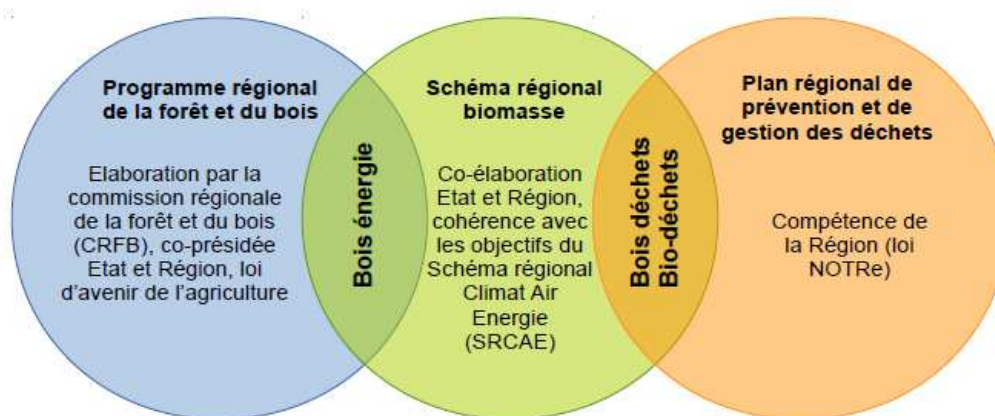 Programme régional
de la forêt et du bois
Elaboration par la
commission régionale
de la forêt et du bois
(CRFB), co-présidée
Etat et Région, loi
d'avenir de l'agriculture
Bois énergie
Schéma régional
biomasse
Co-élaboration
Etat et Région,
cohérence avec
les objectifs du
Schéma régional
Climat Air
Energie
(SRCAE)
Bois déchets
Bio-déchets
Plan régional de
prévention et de
gestion des déchets
Compétence de
la Région (loi
NOTRe)